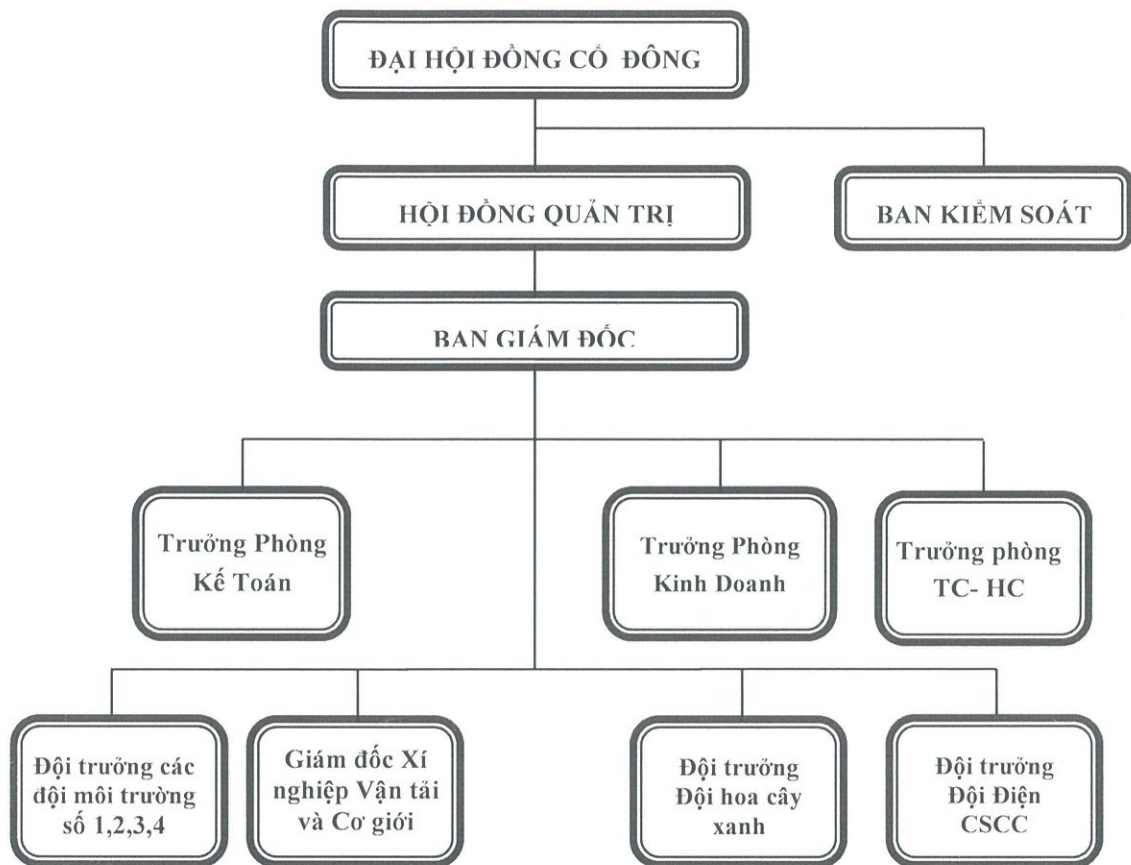 ĐẠI HỘI ĐỒNG CỔ ĐÔNG
HỘI ĐỒNG QUẢN TRỊ
BAN KIỂM SOÁT
BAN GIÁM ĐỐC
Trưởng Phòng
Kế Toán
Trưởng Phòng
Kinh Doanh
Trưởng phòng
TC- HC
Đội trưởng các
đội môi trường
số 1,2,3,4
Giám đốc Xí
nghiệp Vận tải
và Cơ giới
Đội trưởng
Đội hoa cây
xanh
Đội trưởng
Đội Điện
CSCC